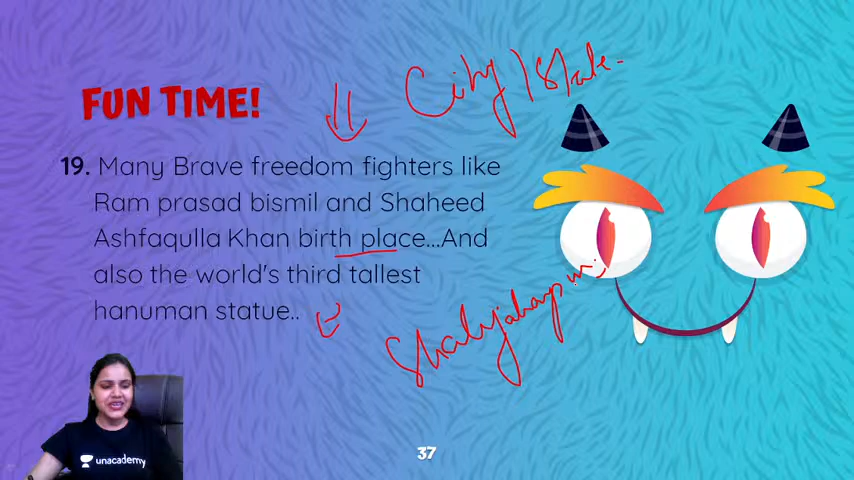 City/State
FUN TIME!
19. Many Brave freedom fighters like
Ram prasad bismil and Shaheed
Ashfaqulla Khan birth place...And
also the world's third tallest
hanuman statue..
Shahjahanpur
unacademy
37